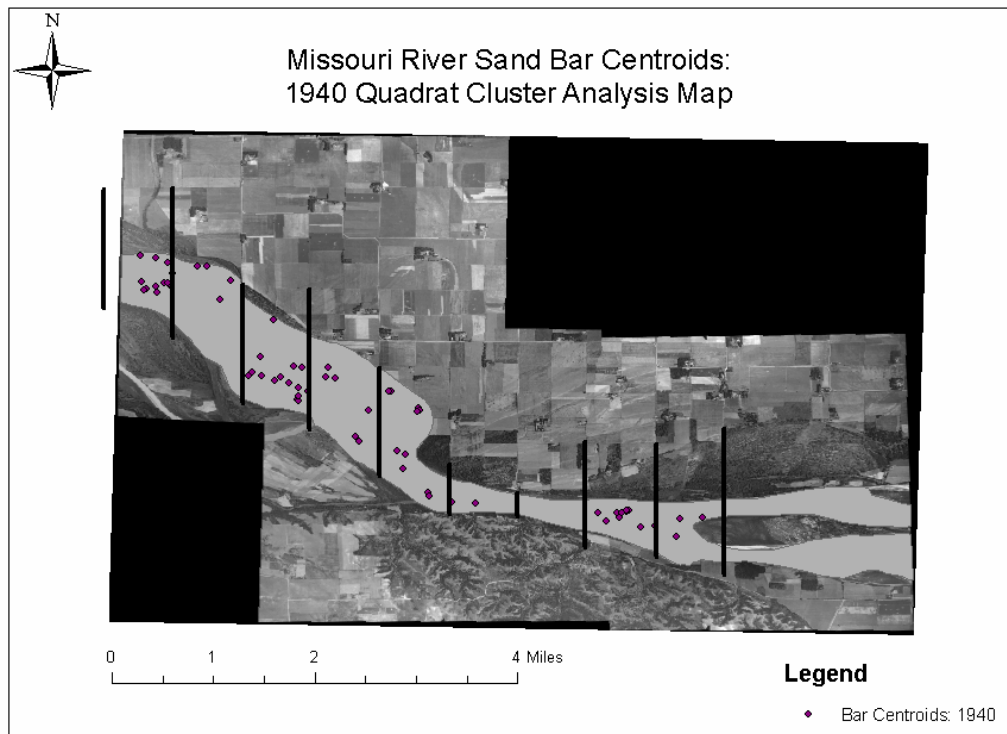 N
Missouri River Sand Bar Centroids:
1940 Quadrat Cluster Analysis Map
0 1 2 4 Miles
Legend
Bar Centroids: 1940